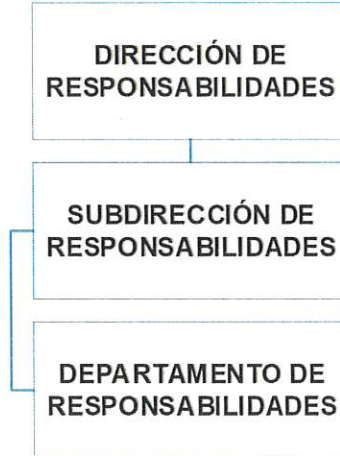 DIRECCIÓN DE
RESPONSABILIDADES
SUBDIRECCIÓN DE
RESPONSABILIDADES
DEPARTAMENTO DE
RESPONSABILIDADES